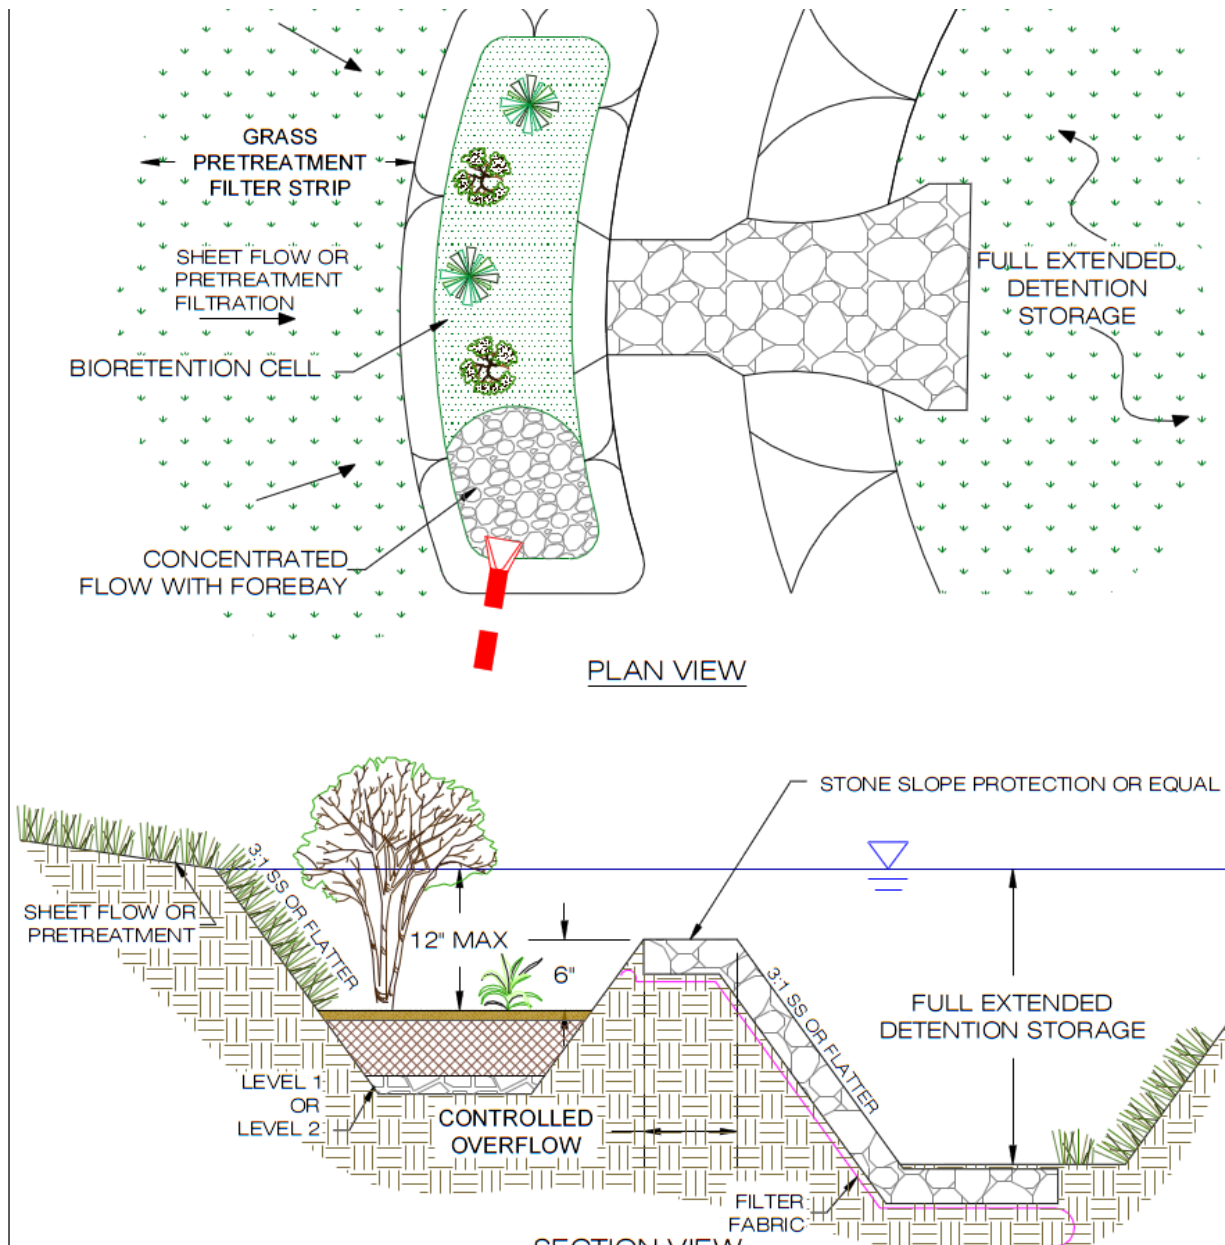 GRASS
PRETREATMENT
FILTER STRIP
SHEET FLOW OR
PRETREATMENT
FILTRATION
BIORETENTION CELL
FULL EXTENDED
DETENTION
STORAGE
CONCENTRATED
FLOW WITH FOREBAY
PLAN VIEW
STONE SLOPE PROTECTION OR EQUAL
3:1 SS OR FLATTER
SHEET FLOW OR
PRETREATMENT
12" MAX
6"
3:1 SS OR FLATTER
FULL EXTENDED
DETENTION STORAGE
LEVEL 1
OR
LEVEL 2
CONTROLLED
OVERFLOW
FILTER
FABRIC
SECTION VIEW